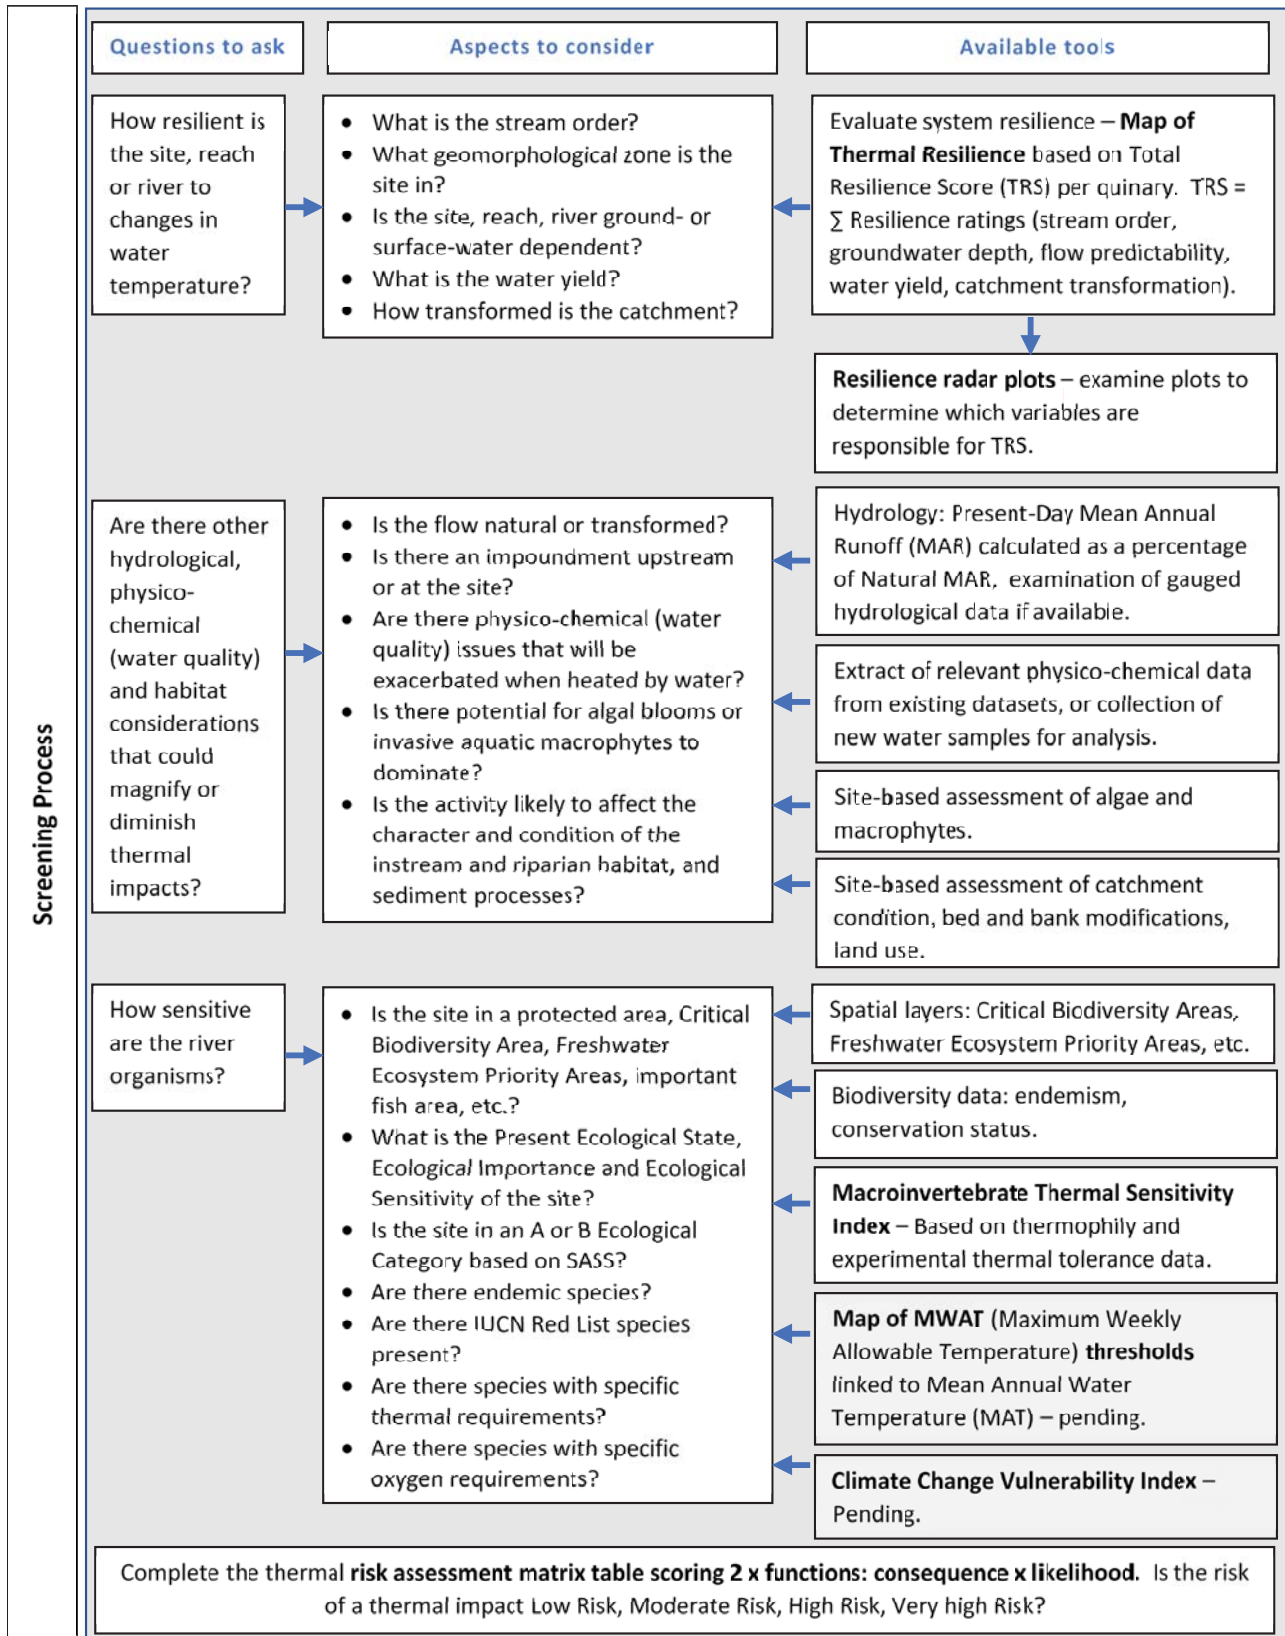 Screening Process
Questions to ask
Aspects to consider
Available tools
How resilient is
the site, reach
or river to
changes in
water
temperature?
• What is the stream order?
• What geomorphological zone is the
site in?
• Is the site, reach, river ground- or
surface-water dependent?
• What is the water yield?
• How transformed is the catchment?
Evaluate system resilience – Map of
Thermal Resilience based on Total
Resilience Score (TRS) per quinary. TRS =
∑ Resilience ratings (stream order,
groundwater depth, flow predictability,
water yield, catchment transformation).
Resilience radar plots – examine plots to
determine which variables are
responsible for TRS.
Are there other
hydrological,
physico-
chemical
(water quality)
and habitat
considerations
that could
magnify or
diminish
thermal
impacts?
• Is the flow natural or transformed?
• Is there an impoundment upstream
or at the site?
• Are there physico-chemical (water
quality) issues that will be
exacerbated when heated by water?
• Is there potential for algal blooms or
invasive aquatic macrophytes to
dominate?
• Is the activity likely to affect the
character and condition of the
instream and riparian habitat, and
sediment processes?
Hydrology: Present-Day Mean Annual
Runoff (MAR) calculated as a percentage
of Natural MAR, examination of gauged
hydrological data if available.
Extract of relevant physico-chemical data
from existing datasets, or collection of
new water samples for analysis.
Site-based assessment of algae and
macrophytes.
Site-based assessment of catchment
condition, bed and bank modifications,
land use.
How sensitive
are the river
organisms?
• Is the site in a protected area, Critical
Biodiversity Area, Freshwater
Ecosystem Priority Areas, important
fish area, etc.?
• What is the Present Ecological State,
Ecological Importance and Ecological
Sensitivity of the site?
• Is the site in an A or B Ecological
Category based on SASS?
• Are there endemic species?
• Are there IUCN Red List species
present?
• Are there species with specific
thermal requirements?
• Are there species with specific
oxygen requirements?
Spatial layers: Critical Biodiversity Areas,
Freshwater Ecosystem Priority Areas, etc.
Biodiversity data: endemism,
conservation status.
Macroinvertebrate Thermal Sensitivity
Index – Based on thermophily and
experimental thermal tolerance data.
Map of MWAT (Maximum Weekly
Allowable Temperature) thresholds
linked to Mean Annual Water
Temperature (MAT) – pending.
Climate Change Vulnerability Index –
Pending.
Complete the thermal risk assessment matrix table scoring 2 x functions: consequence x likelihood. Is the risk
of a thermal impact Low Risk, Moderate Risk, High Risk, Very high Risk?